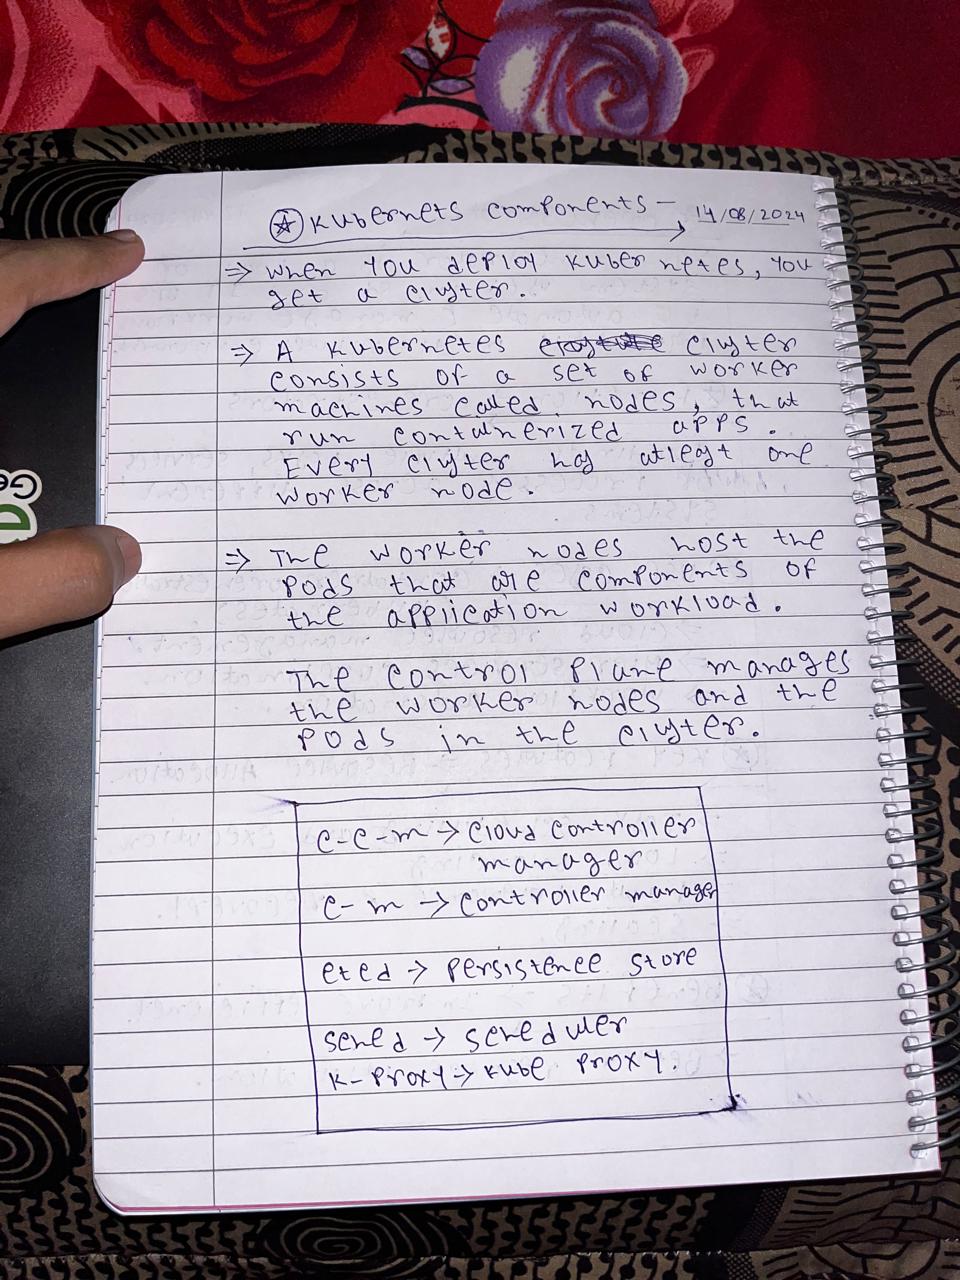 Kubernets components - 14/08/2024
⇒ when you deploy kubernetes, you
get a cluster.
⇒ A kubernetes cluster
consists of a set of worker
machines called nodes, that
run containerized apps.
Every cluster has atleast one
worker node.
⇒ The worker nodes host the
pods that are components of
the application workload.
The control plane manages
the worker nodes and the
pods in the cluster.
c-c-m → cloud controller
manager
c-m → controller manager
etcd → persistence store
sched → scheduler
k-proxy → kube proxy.